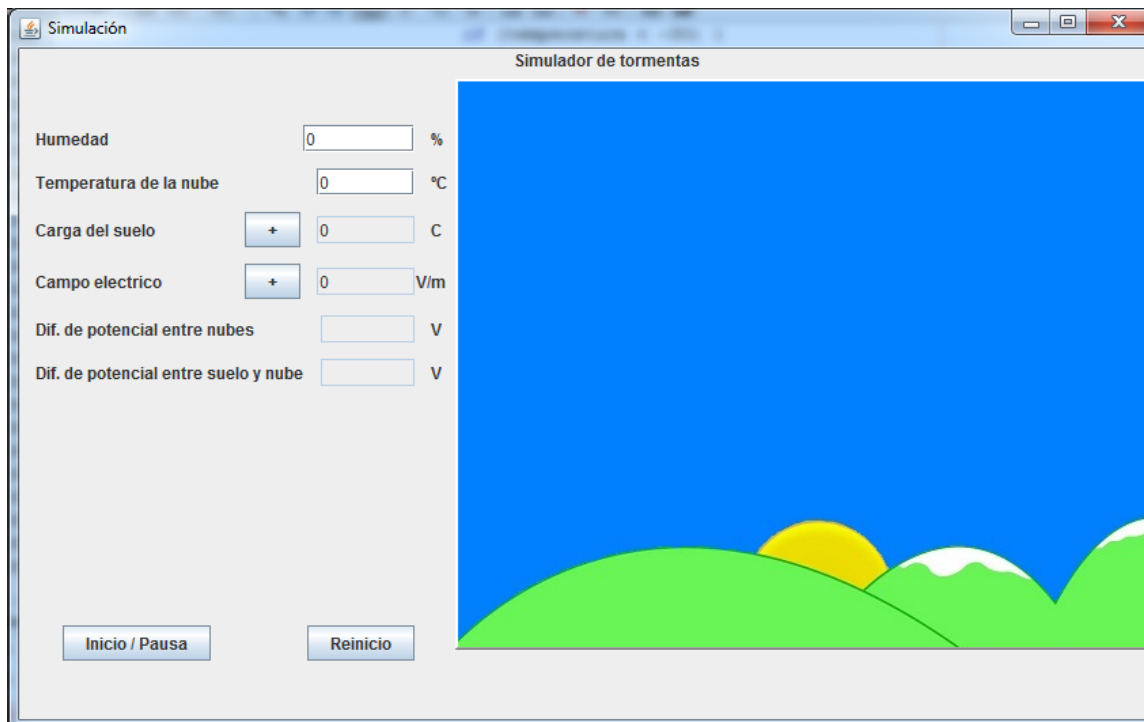 Simulación
Simulador de tormentas
Humedad 0 %
Temperatura de la nube 0 ºC
Carga del suelo + 0 C
Campo electrico + 0 V/m
Dif. de potencial entre nubes V
Dif. de potencial entre suelo y nube V
Inicio / Pausa Reinicio